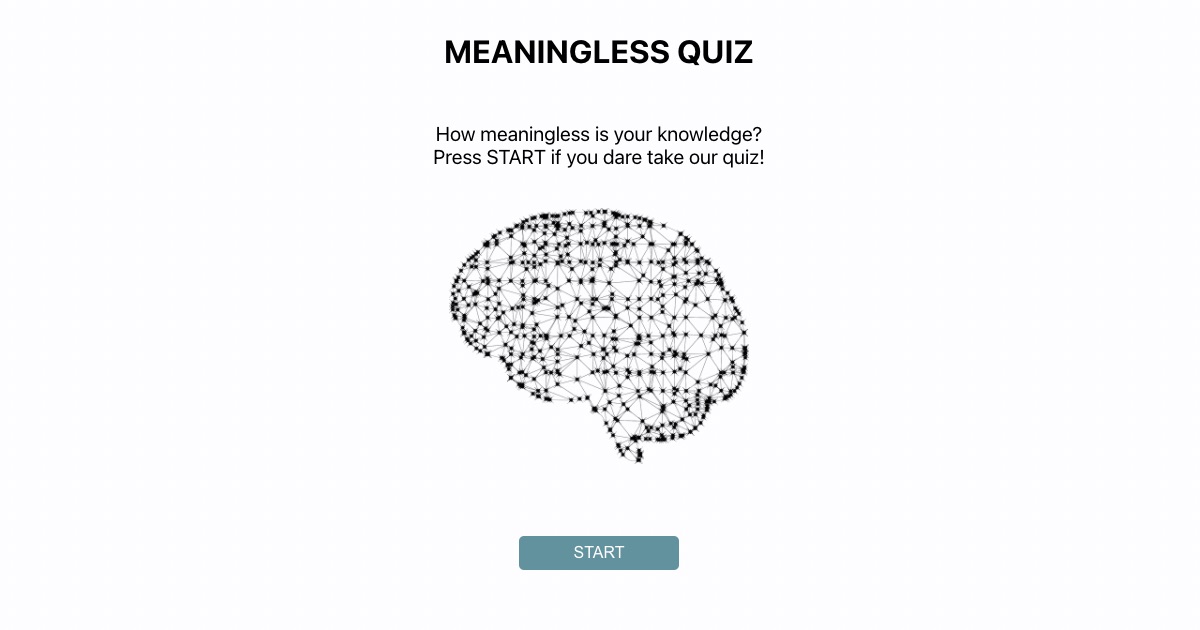 MEANINGLESS QUIZ
How meaningless is your knowledge?
Press START if you dare take our quiz!
START